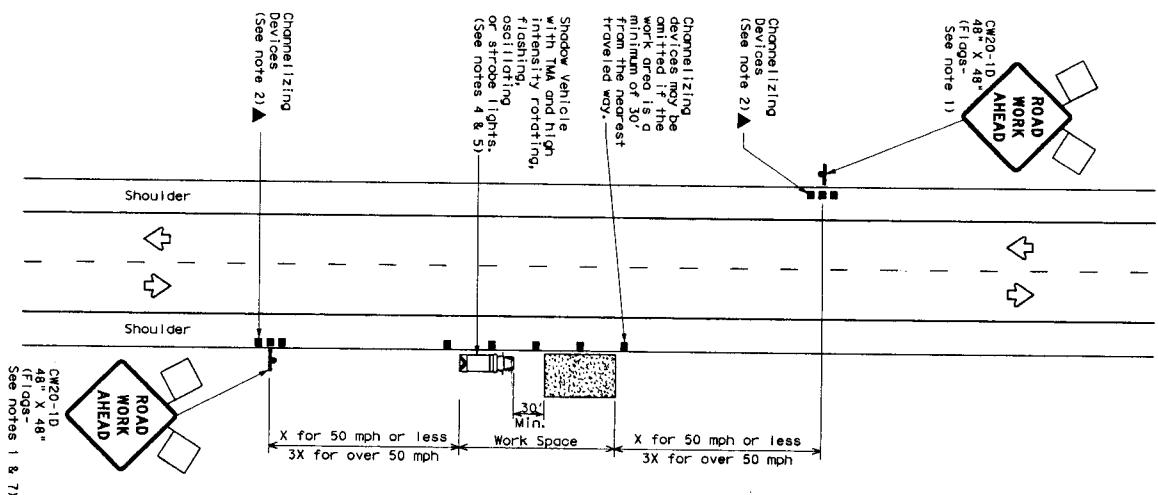 CW20-1D
48" X 48"
(Flags-
See note 1)
ROAD
WORK
AHEAD
Channelizing
Devices
(See note 2)
Channelizing
devices may be
omitted if the
work area is a
minimum of 30'
from the nearest
traveled way.
Shadow Vehicle
with TMA and high
intensity rotating,
flashing,
oscillating
or strobe lights.
(See notes 4 & 5)
Channelizing
Devices
(See note 2)
Shoulder
Shoulder
30'
Min.
Work Space
X for 50 mph or less
3X for over 50 mph
X for 50 mph or less
3X for over 50 mph
ROAD
WORK
AHEAD
CW20-1D
48" X 48"
(Flags-
See notes 1 & 7)